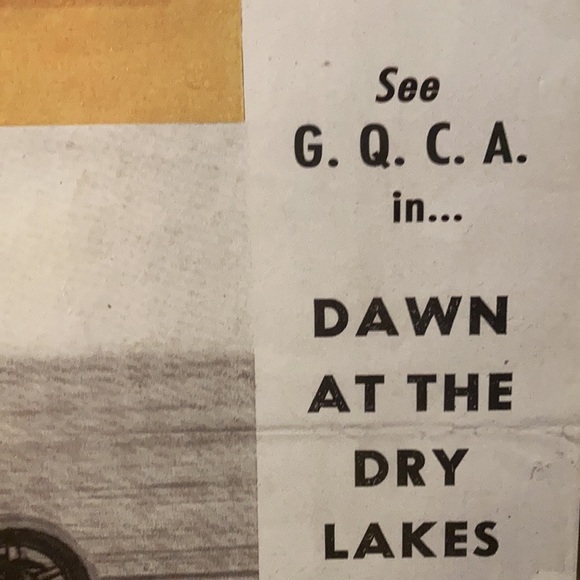 See
G. Q. C. A.
in...
DAWN
AT THE
DRY
LAKES